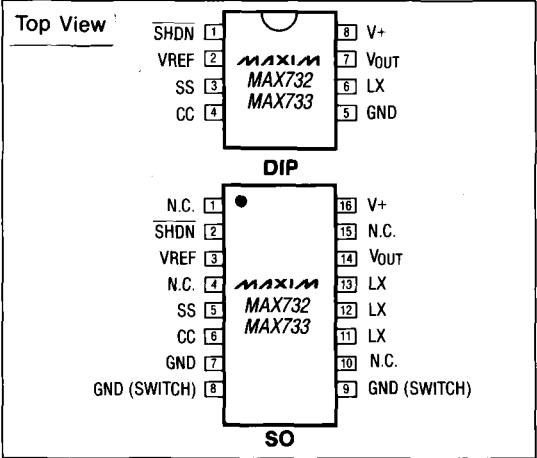 Top View
SHDN 1 8 V+
VREF 2 MAXIM 7 VOUT
SS 3 MAX732 6 LX
CC 4 MAX733 5 GND
DIP
N.C. 1 16 V+
SHDN 2 15 N.C.
VREF 3 14 VOUT
N.C. 4 MAXIM 13 LX
SS 5 MAX732 12 LX
CC 6 MAX733 11 LX
GND 7 10 N.C.
GND (SWITCH) 8 9 GND (SWITCH)
SO